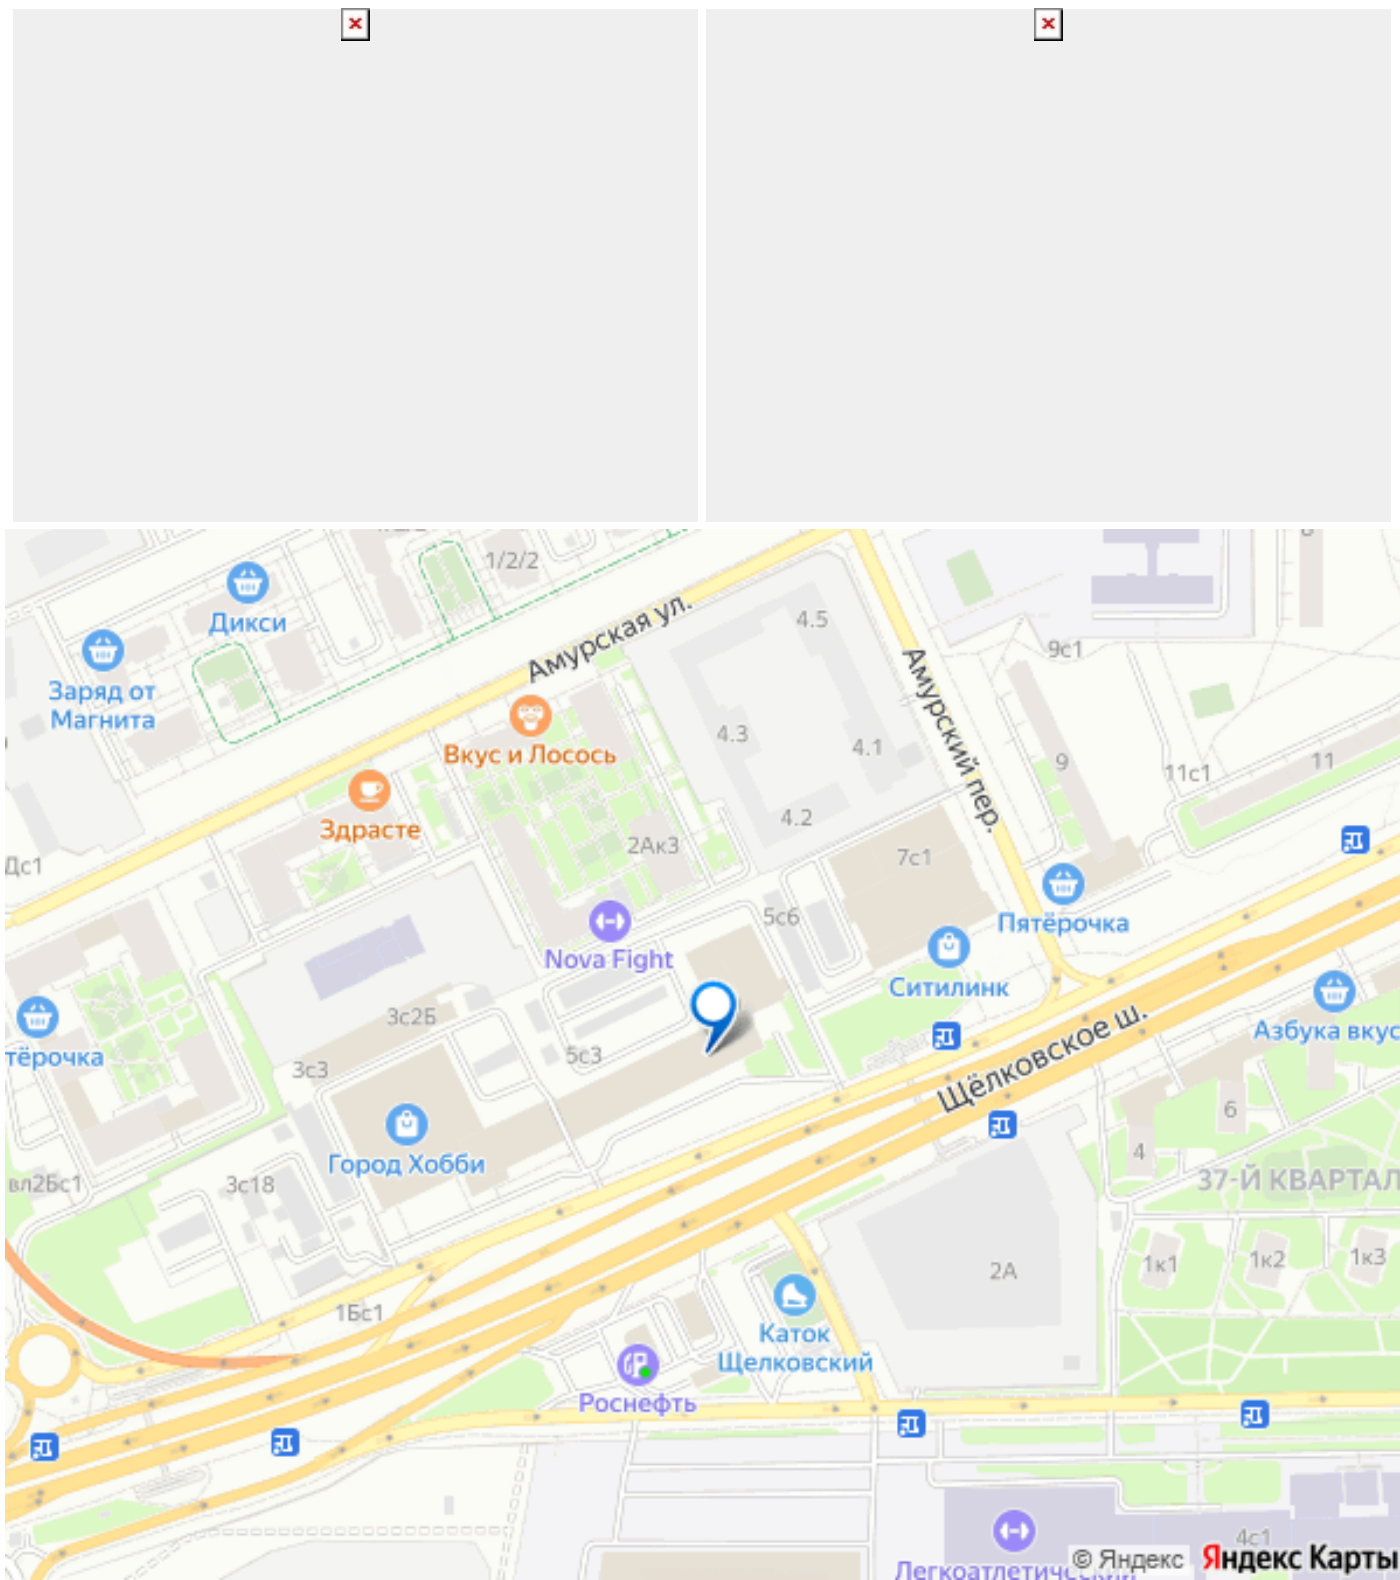 1/2/2
Дикси
Амурская ул.
4.5
Заряд от
Магнита
Амурский пер.
9с1
4.3
4.1
Вкус и Лосось
9
11с1
11
Здрасте
4.2
2Ак3
7с1
Дс1
5с6
Пятёрочка
Nova Fight
Ситилинк
3с2Б
Азбука вкус
тёрочка
5с3
3с3
Щёлковское ш.
6
Город Хобби
4
вл2Бс1
3с18
37-Й КВАРТАЛ
1к1
1к2
1к3
2А
1Бс1
Каток
Щелковский
Роснефть
4с1
Легкоатлетический
© Яндекс
Яндекс Карты